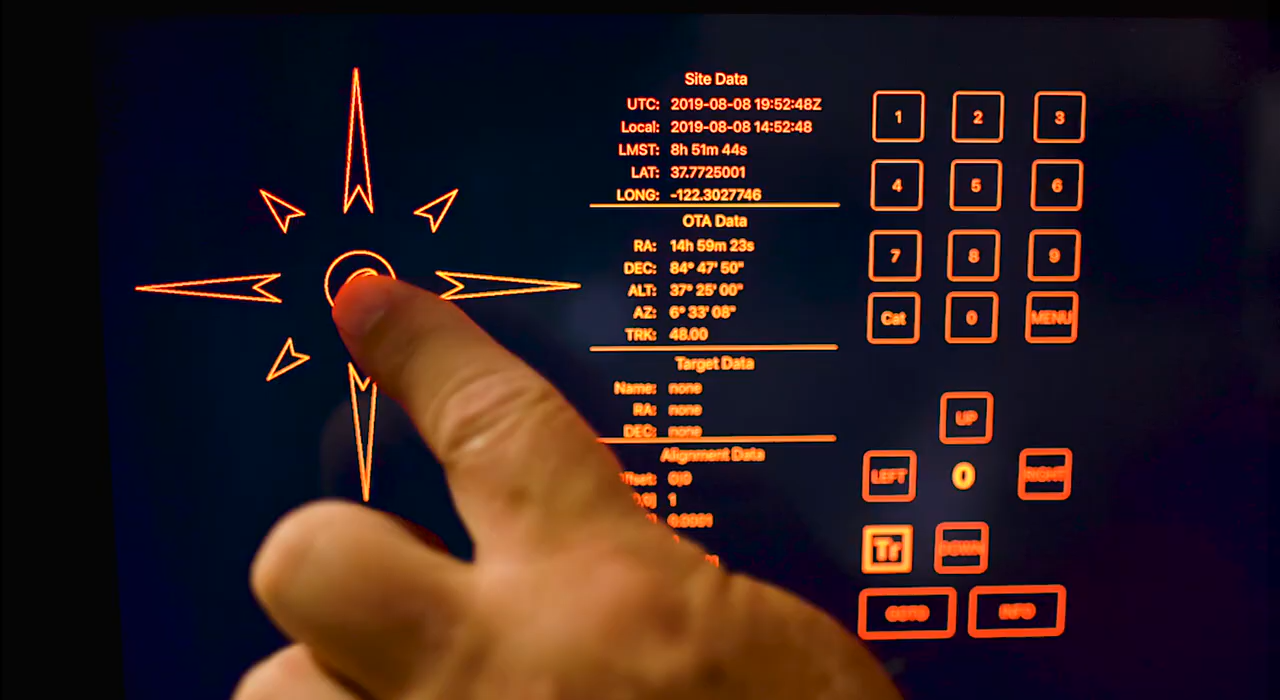 Site Data
UTC: 2019-08-08 19:52:48Z
Local: 2019-08-08 14:52:48
LMST: 8h 51m 44s
LAT: 37.7725001
LONG: -122.3027746
OTA Data
RA: 14h 59m 23s
DEC: 84° 47' 50"
ALT: 37° 25' 00"
AZ: 6° 33' 08"
TRK: 48.00
Target Data
Name: none
RA: none
DEC: none
Alignment Data
0|0
1
0.0001
1 2 3
4 5 6
7 8 9
Cat 0 MENU
UP
LEFT 0 RIGHT
Tr DOWN
GOTO INFO